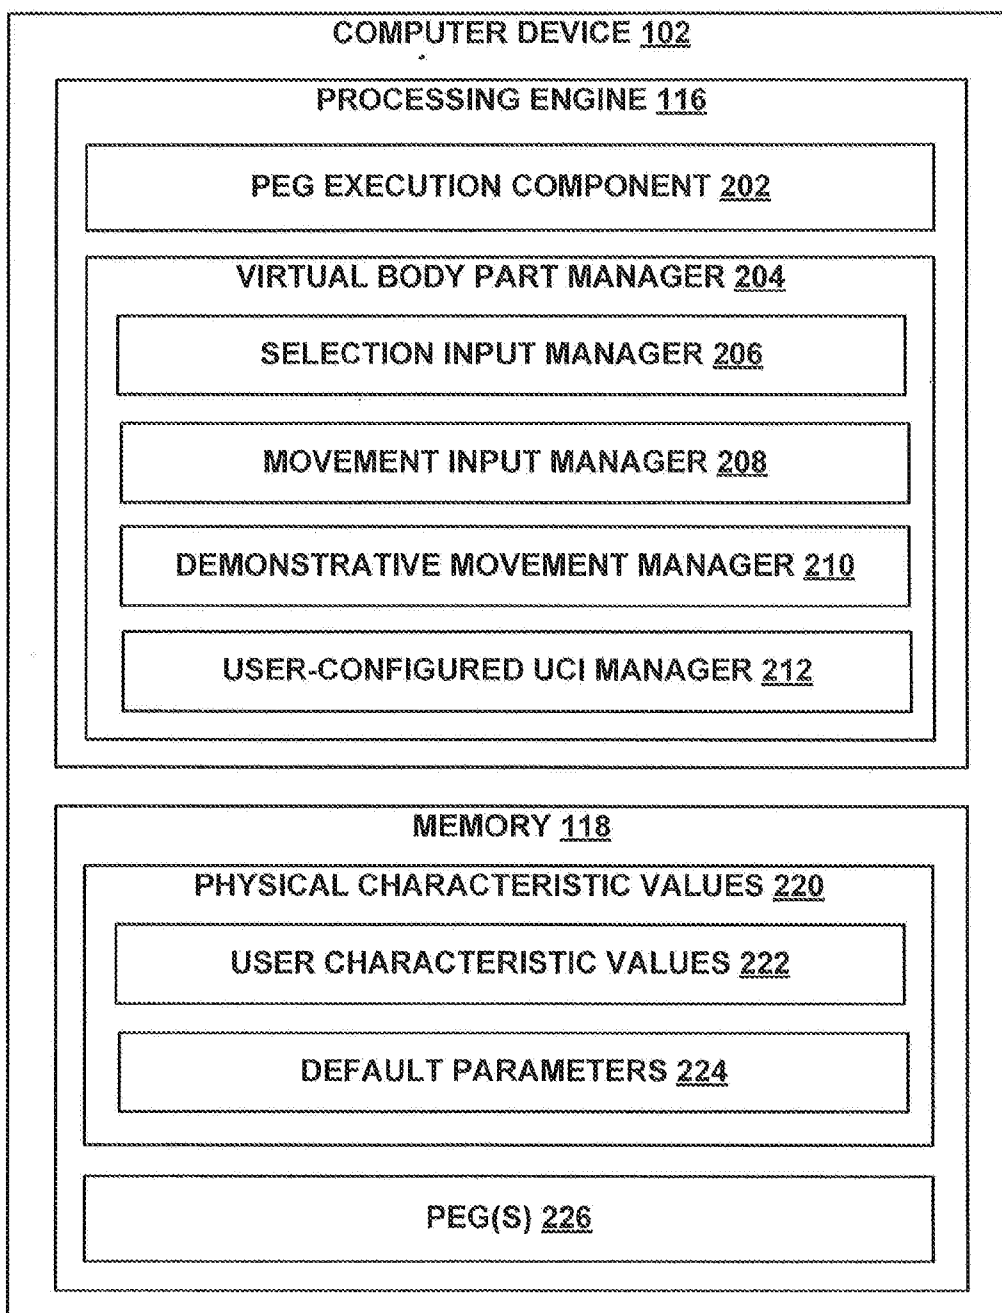 COMPUTER DEVICE 102
PROCESSING ENGINE 116
PEG EXECUTION COMPONENT 202
VIRTUAL BODY PART MANAGER 204
SELECTION INPUT MANAGER 206
MOVEMENT INPUT MANAGER 208
DEMONSTRATIVE MOVEMENT MANAGER 210
USER-CONFIGURED UCI MANAGER 212
MEMORY 118
PHYSICAL CHARACTERISTIC VALUES 220
USER CHARACTERISTIC VALUES 222
DEFAULT PARAMETERS 224
PEG(S) 226